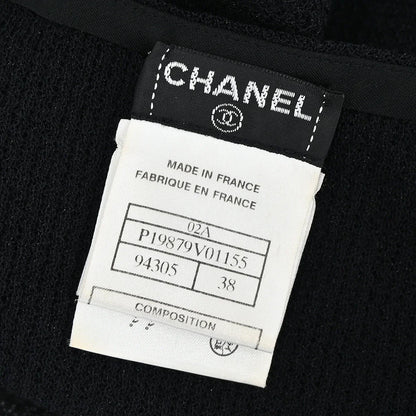 CHANEL
MADE IN FRANCE
FABRIQUE EN FRANCE
02A
P19879V01155
94305 38
COMPOSITION